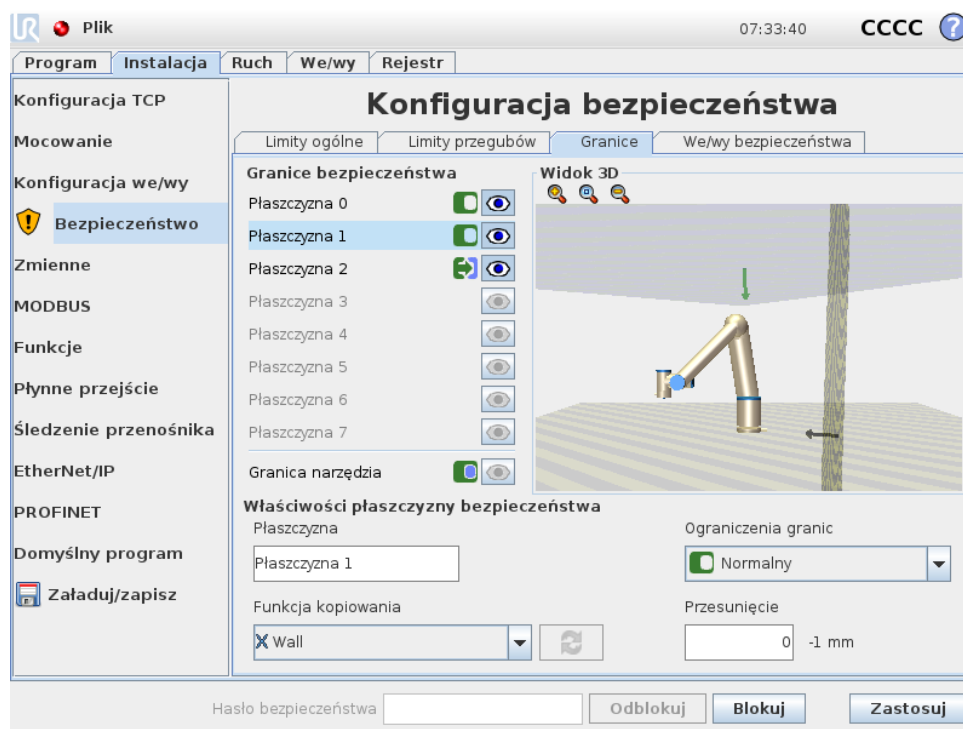 Plik 07:33:40 CCCC ?
Program Instalacja Ruch We/wy Rejestr
Konfiguracja TCP
Mocowanie
Konfiguracja we/wy
Bezpieczeństwo
Zmienne
MODBUS
Funkcje
Płynne przejście
Śledzenie przenośnika
EtherNet/IP
PROFINET
Domyślny program
Załaduj/zapisz
Konfiguracja bezpieczeństwa
Limity ogólne Limity przegubów Granice We/wy bezpieczeństwa
Granice bezpieczeństwa
Płaszczyzna 0
Płaszczyzna 1
Płaszczyzna 2
Płaszczyzna 3
Płaszczyzna 4
Płaszczyzna 5
Płaszczyzna 6
Płaszczyzna 7
Granica narzędzia
Widok 3D
Właściwości płaszczyzny bezpieczeństwa
Płaszczyzna
Płaszczyzna 1
Ograniczenia granic
Normalny
Funkcja kopiowania
Wall
Przesunięcie
0 -1 mm
Hasło bezpieczeństwa Odblokuj Blokuj Zastosuj